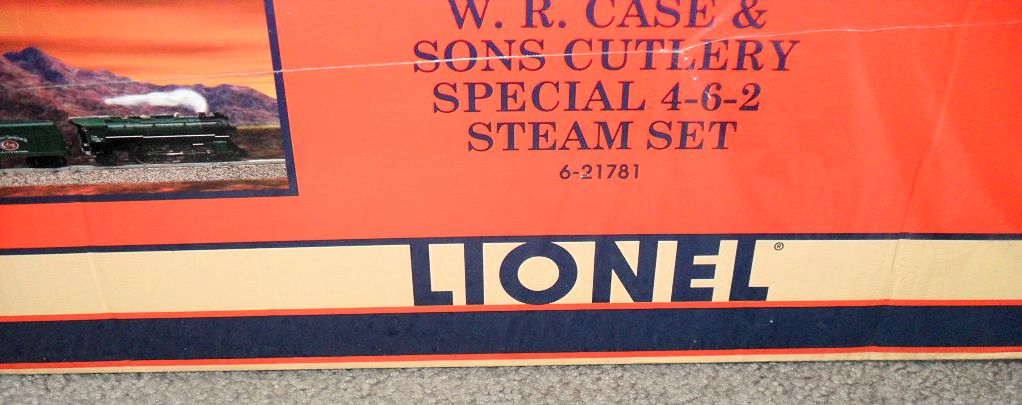 W. R. CASE &
SONS CUTLERY
SPECIAL 4-6-2
STEAM SET
6-21781
LIONEL®